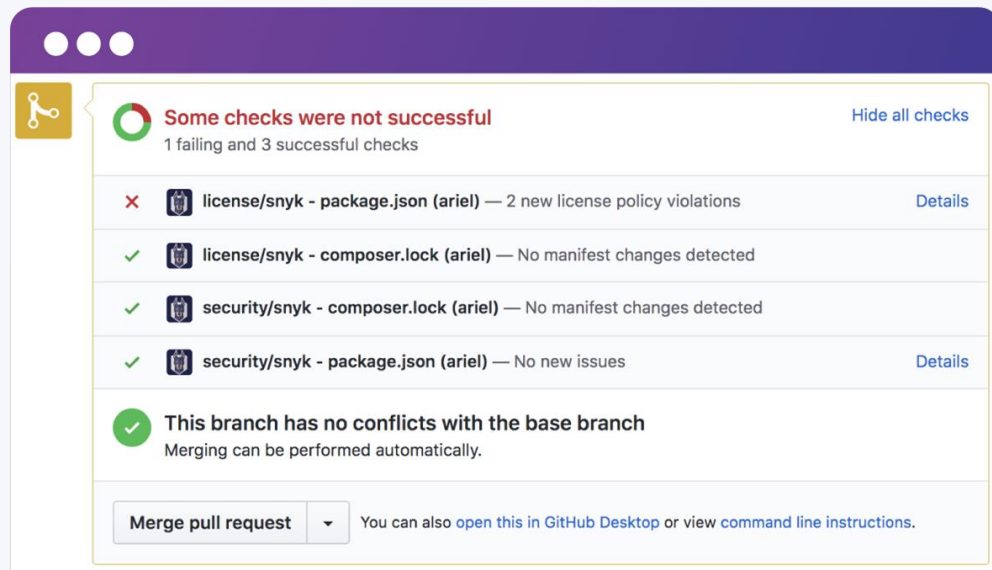 Some checks were not successful
Hide all checks
1 failing and 3 successful checks
license/snyk - package.json (ariel) — 2 new license policy violations
Details
license/snyk - composer.lock (ariel) — No manifest changes detected
security/snyk - composer.lock (ariel) — No manifest changes detected
security/snyk - package.json (ariel) — No new issues
Details
This branch has no conflicts with the base branch
Merging can be performed automatically.
Merge pull request
You can also open this in GitHub Desktop or view command line instructions.